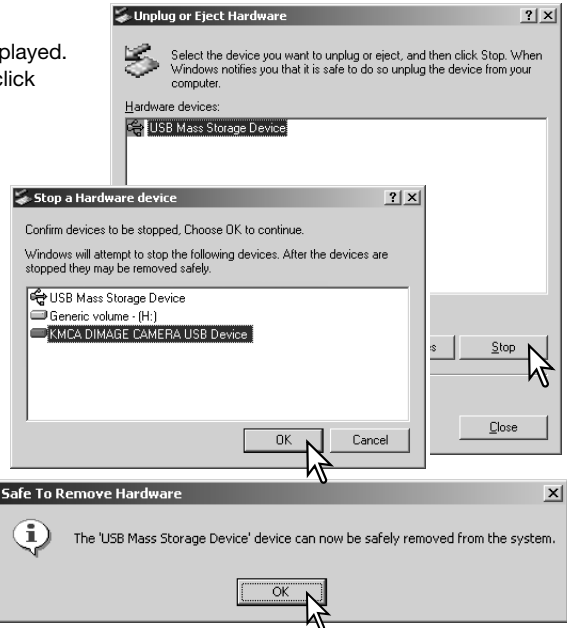 played.
click
Unplug or Eject Hardware
Select the device you want to unplug or eject, and then click Stop. When
Windows notifies you that it is safe to do so unplug the device from your
computer.
Hardware devices:
USB Mass Storage Device
Stop a Hardware device
Confirm devices to be stopped, Choose OK to continue.
Windows will attempt to stop the following devices. After the devices are
stopped they may be removed safely.
USB Mass Storage Device
Generic volume - (H:)
KMCA DIMAGE CAMERA USB Device
s
Stop
OK
Cancel
Close
Safe To Remove Hardware
The 'USB Mass Storage Device' device can now be safely removed from the system.
OK